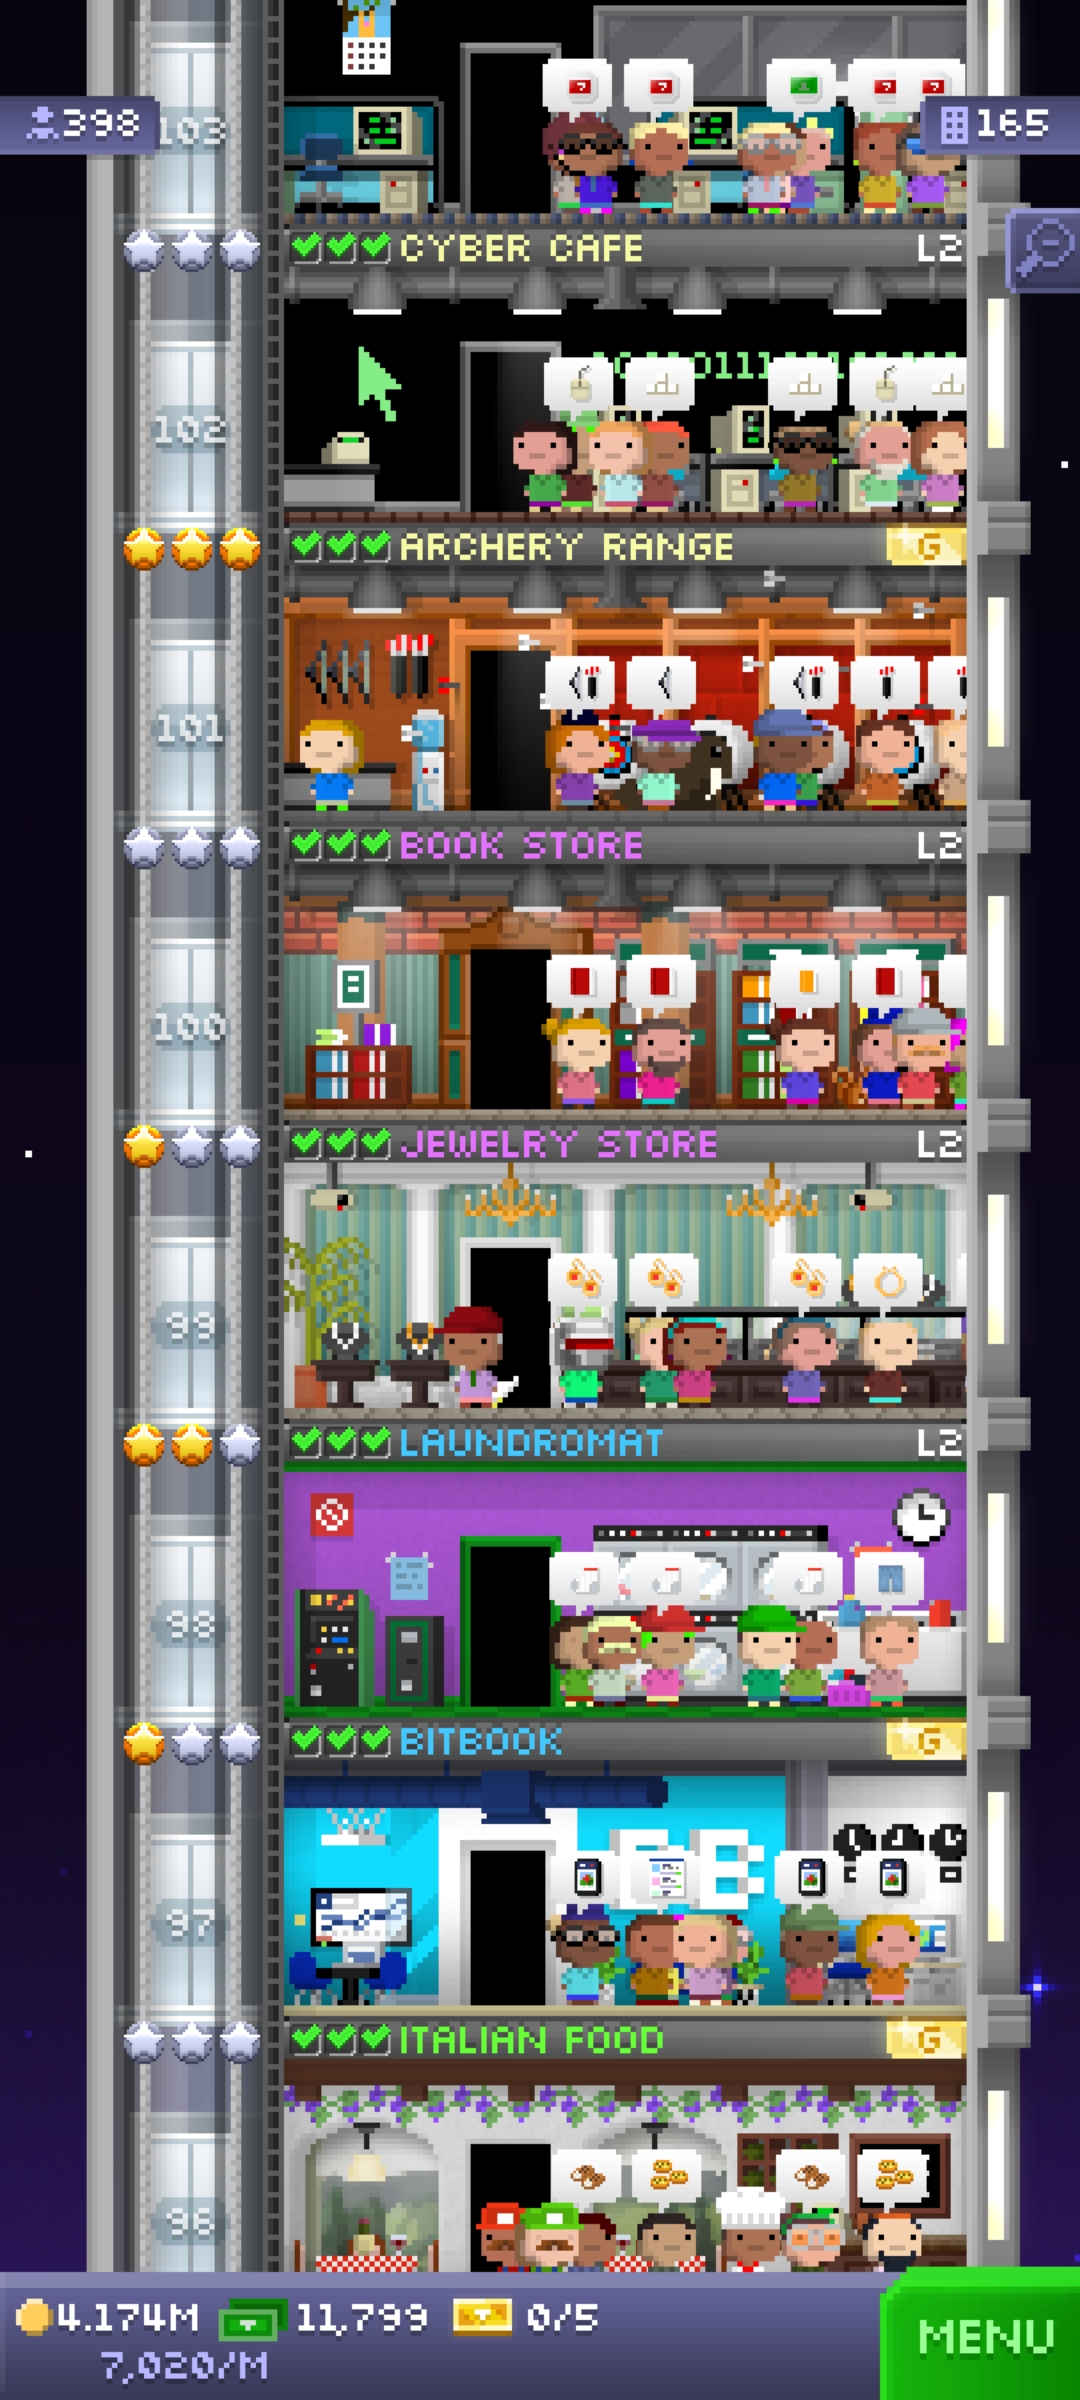 398
103
165
CYBER CAFE L2
102
ARCHERY RANGE G
101
BOOK STORE L2
100
JEWELRY STORE L2
99
LAUNDROMAT L2
98
BITBOOK G
97
ITALIAN FOOD G
96
4.174M 11,799 0/5
7,020/M
MENU